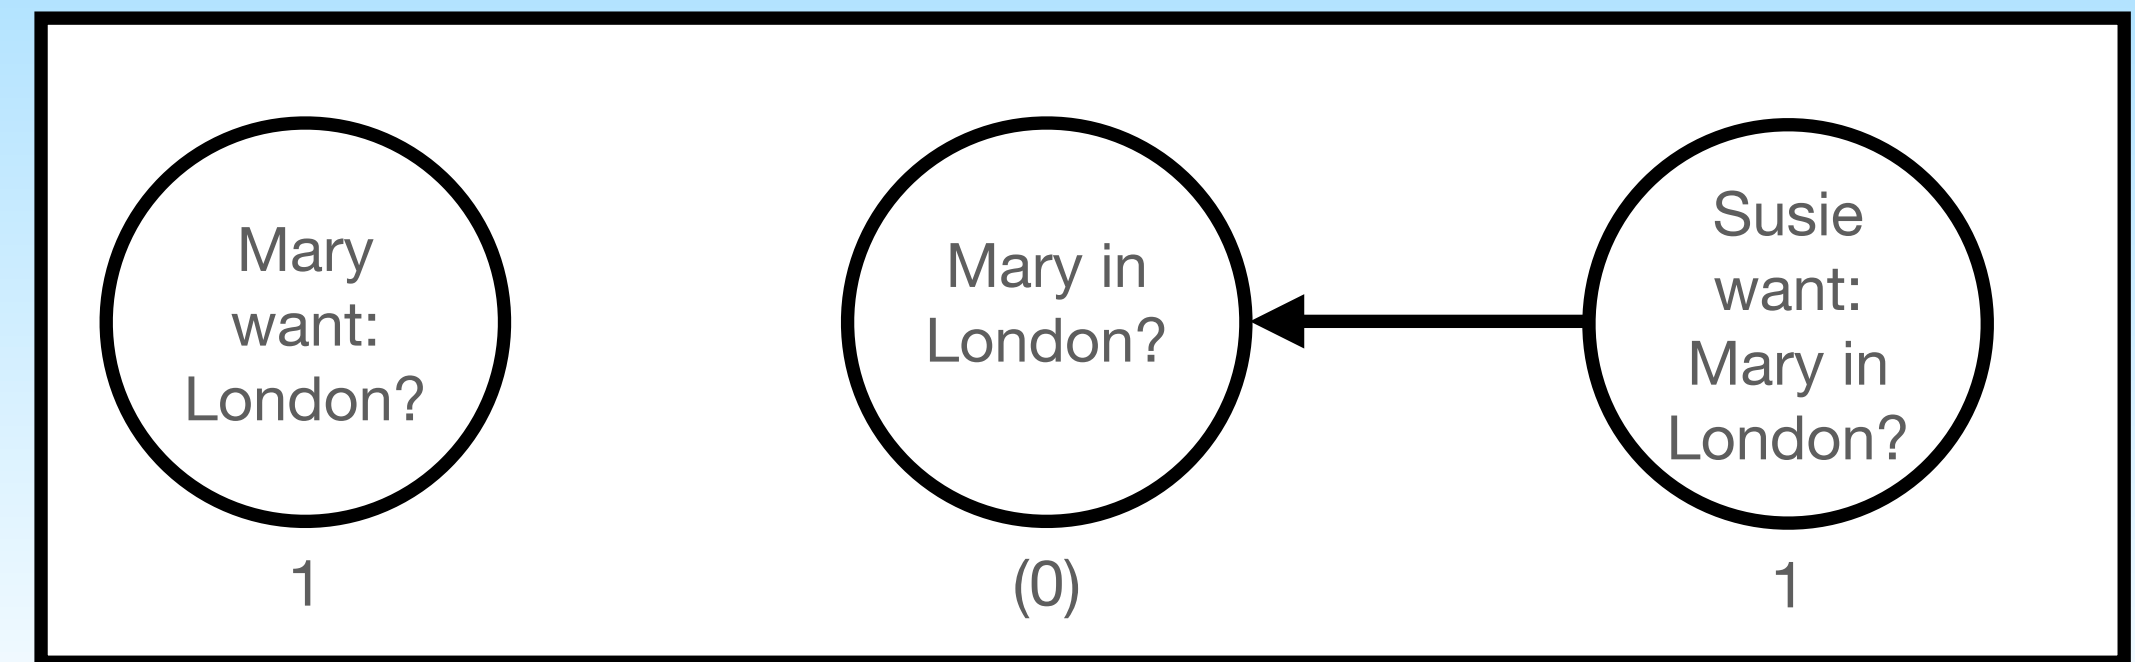 Mary
want:
London?
1
Mary in
London?
(0)
Susie
want:
Mary in
London?
1